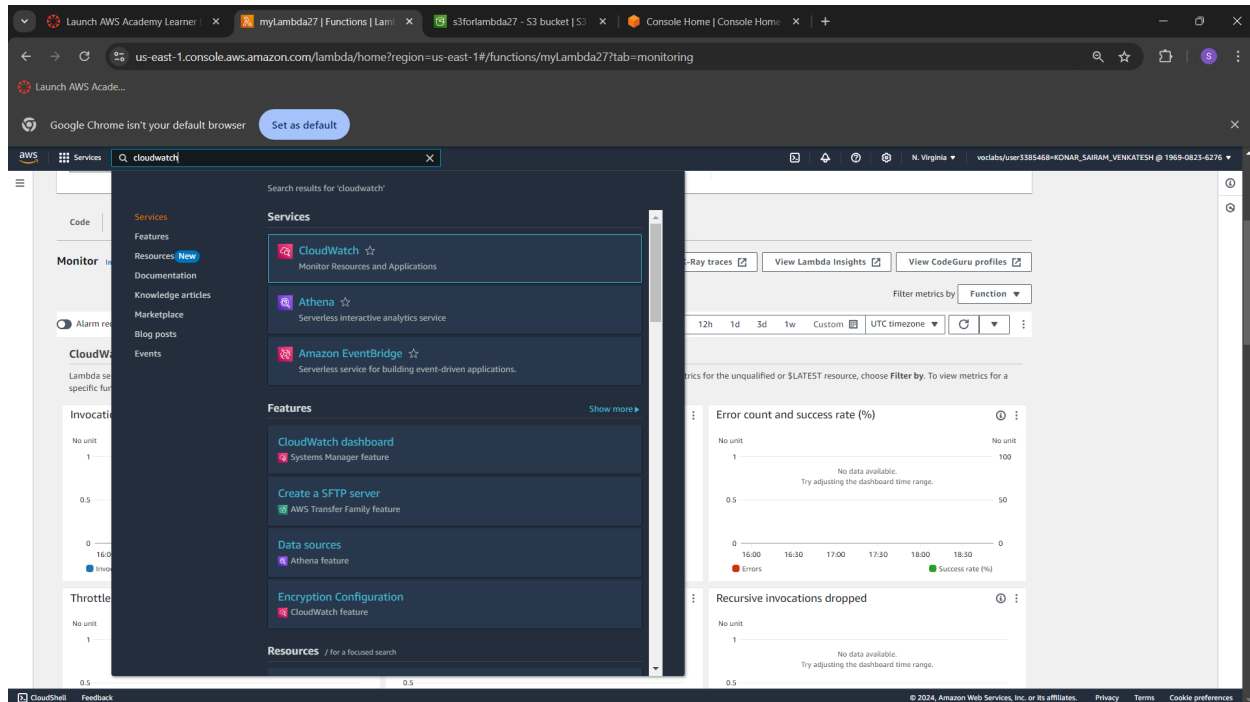 Launch AWS Academy Learner
myLambda27 | Functions | Lam
s3forlambda27 - S3 bucket | S3
Console Home | Console Home
us-east-1.console.aws.amazon.com/lambda/home?region=us-east-1#/functions/myLambda27?tab=monitoring
S
Launch AWS Acade...
Google Chrome isn't your default browser
Set as default
aws
Services
cloudwatch
N. Virginia
voclabs/user3385468=KONAR_SAIRAM_VENKATESH @ 1969-0823-6276
Search results for 'cloudwatch'
Services
Features
Resources New
Documentation
Knowledge articles
Marketplace
Blog posts
Events
Services
CloudWatch
Monitor Resources and Applications
Athena
Serverless interactive analytics service
Amazon EventBridge
Serverless service for building event-driven applications.
Features
Show more
CloudWatch dashboard
Systems Manager feature
Create a SFTP server
AWS Transfer Family feature
Data sources
Athena feature
Encryption Configuration
CloudWatch feature
Resources / for a focused search
Code
Monitor
-Ray traces
View Lambda Insights
View CodeGuru profiles
Filter metrics by
Function
Alarm re
12h 1d 3d 1w Custom
UTC timezone
CloudWa
Lambda se
trics for the unqualified or $LATEST resource, choose Filter by. To view metrics for a
specific fun
Invocati
No unit
1
0.5
0
16:0
Invo
Error count and success rate (%)
No unit
No unit
1
100
No data available.
Try adjusting the dashboard time range.
0.5
50
0
0
16:00 16:30 17:00 17:30 18:00 18:30
Errors
Success rate (%)
Throttle
No unit
1
0.5
0.5
Recursive invocations dropped
No unit
1
No data available.
Try adjusting the dashboard time range.
0.5
CloudShell
Feedback
© 2024, Amazon Web Services, Inc. or its affiliates.
Privacy
Terms
Cookie preferences